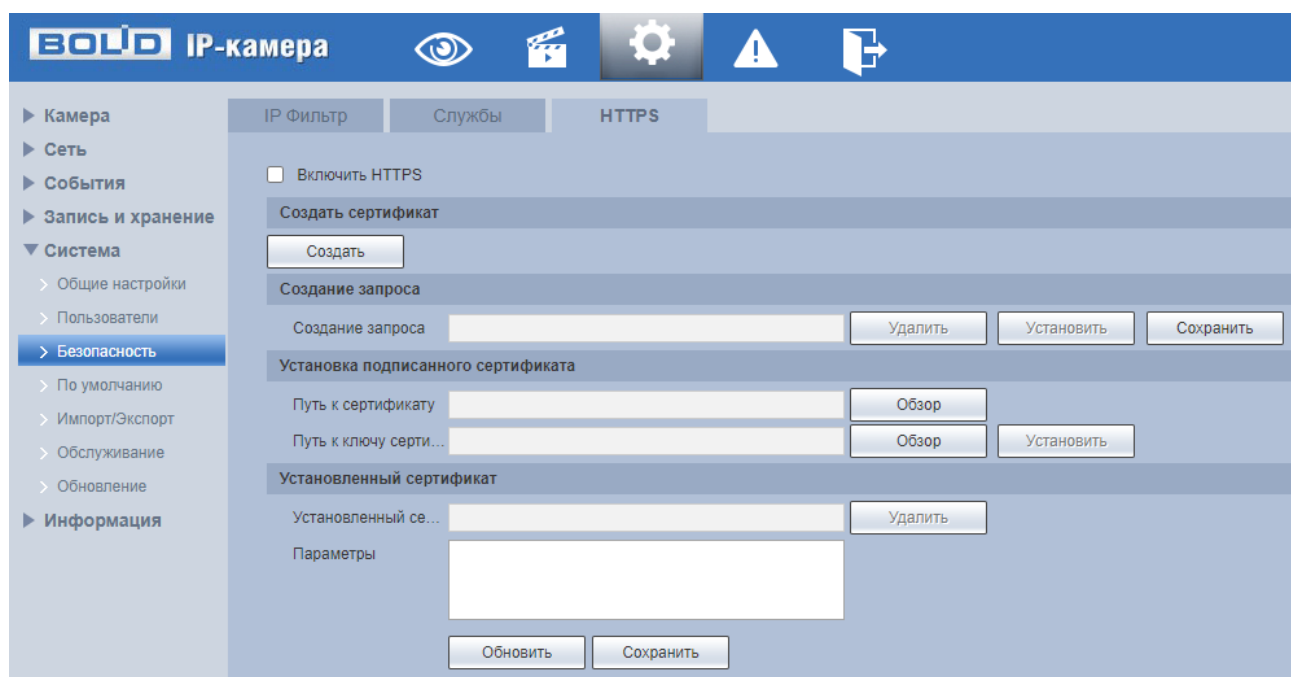 BOLID IP-камера
Камера
Сеть
События
Запись и хранение
Система
Общие настройки
Пользователи
Безопасность
По умолчанию
Импорт/Экспорт
Обслуживание
Обновление
Информация
IP Фильтр Службы HTTPS
Включить HTTPS
Создать сертификат
Создать
Создание запроса
Создание запроса Удалить Установить Сохранить
Установка подписанного сертификата
Путь к сертификату Обзор
Путь к ключу серти... Обзор Установить
Установленный сертификат
Установленный се... Удалить
Параметры
Обновить Сохранить